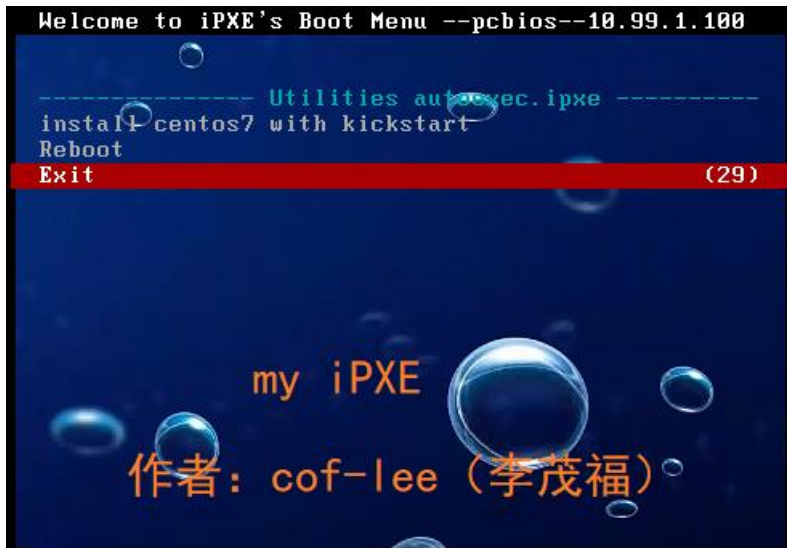 Welcome to iPXE's Boot Menu --pcbios--10.99.1.100
--------------- Utilities autoexec.ipxe ----------
install centos7 with kickstart
Reboot
Exit (29)
my iPXE
作者：cof-lee（李茂福）